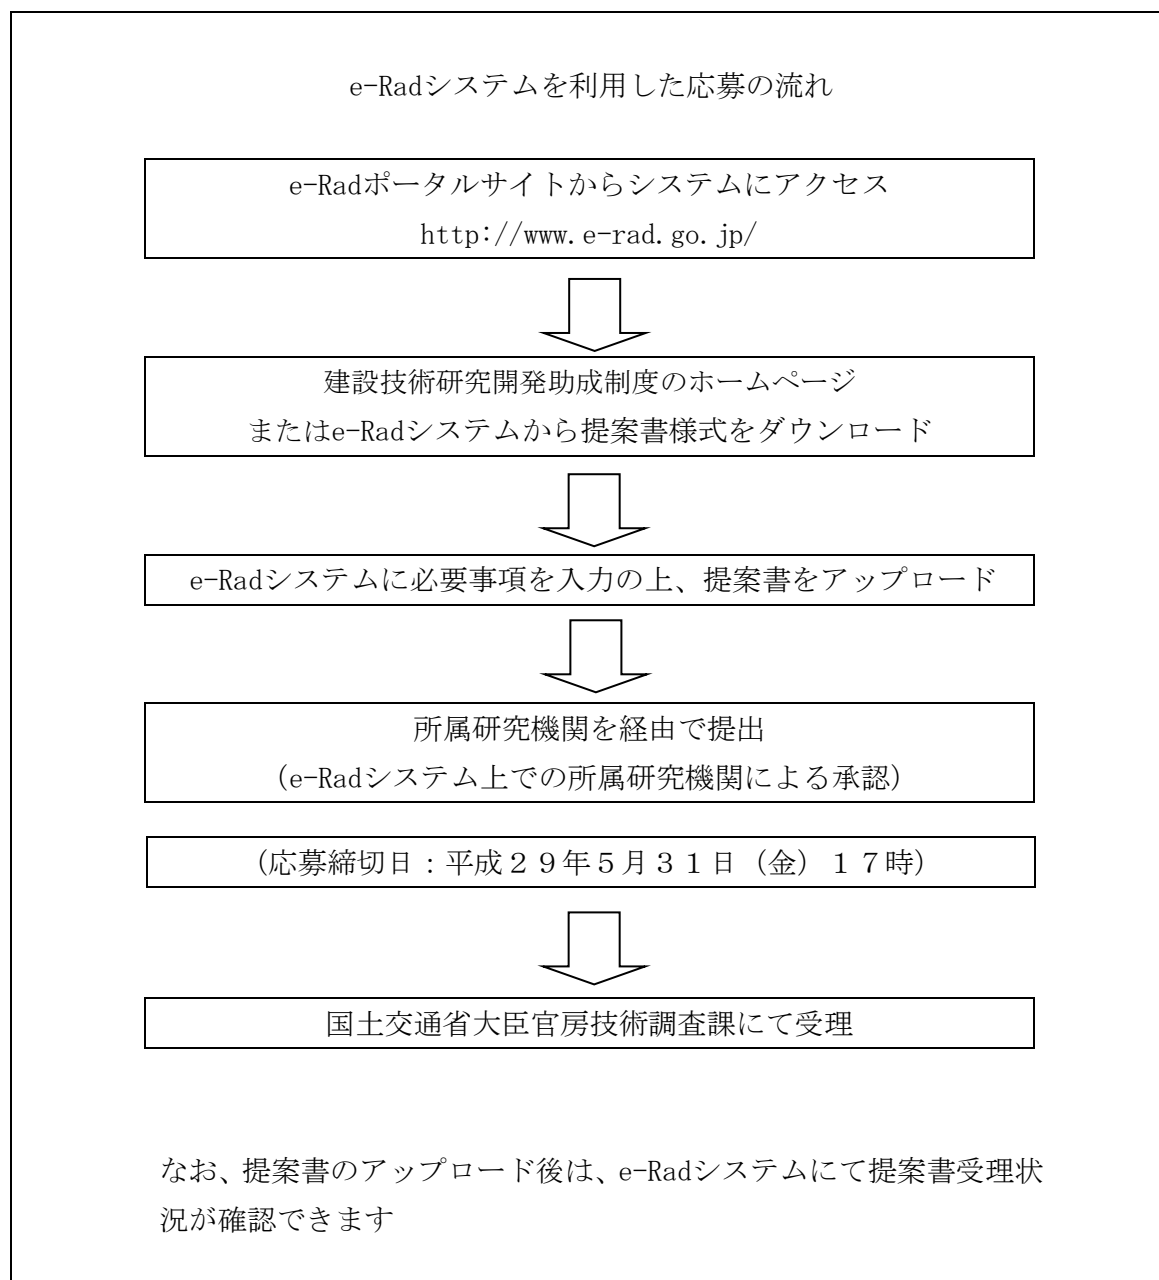 e-Radシステムを利用した応募の流れ
e-Radポータルサイトからシステムにアクセス
http://www.e-rad.go.jp/
建設技術研究開発助成制度のホームページ
またはe-Radシステムから提案書様式をダウンロード
e-Radシステムに必要事項を入力の上、提案書をアップロード
所属研究機関を経由で提出
（e-Radシステム上での所属研究機関による承認）
（応募締切日：平成２９年５月３１日（金）１７時）
国土交通省大臣官房技術調査課にて受理
なお、提案書のアップロード後は、e-Radシステムにて提案書受理状
況が確認できます